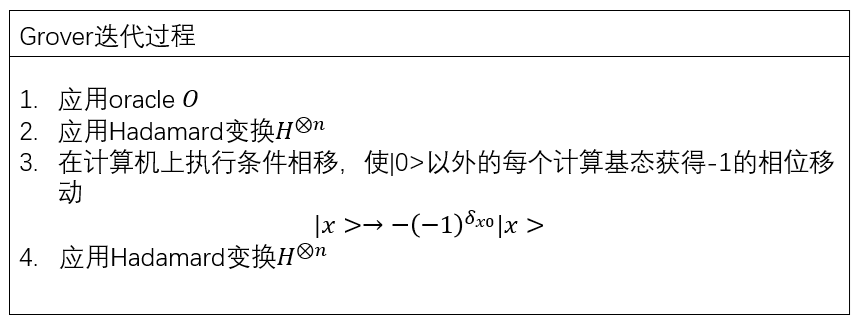 Grover迭代过程
1. 应用oracle O
2. 应用Hadamard变换H^{⊗n}
3. 在计算机上执行条件相移，使|0>以外的每个计算基态获得-1的相位移
动
|x >→ −(−1)^{δ_{x0}}|x >
4. 应用Hadamard变换H^{⊗n}